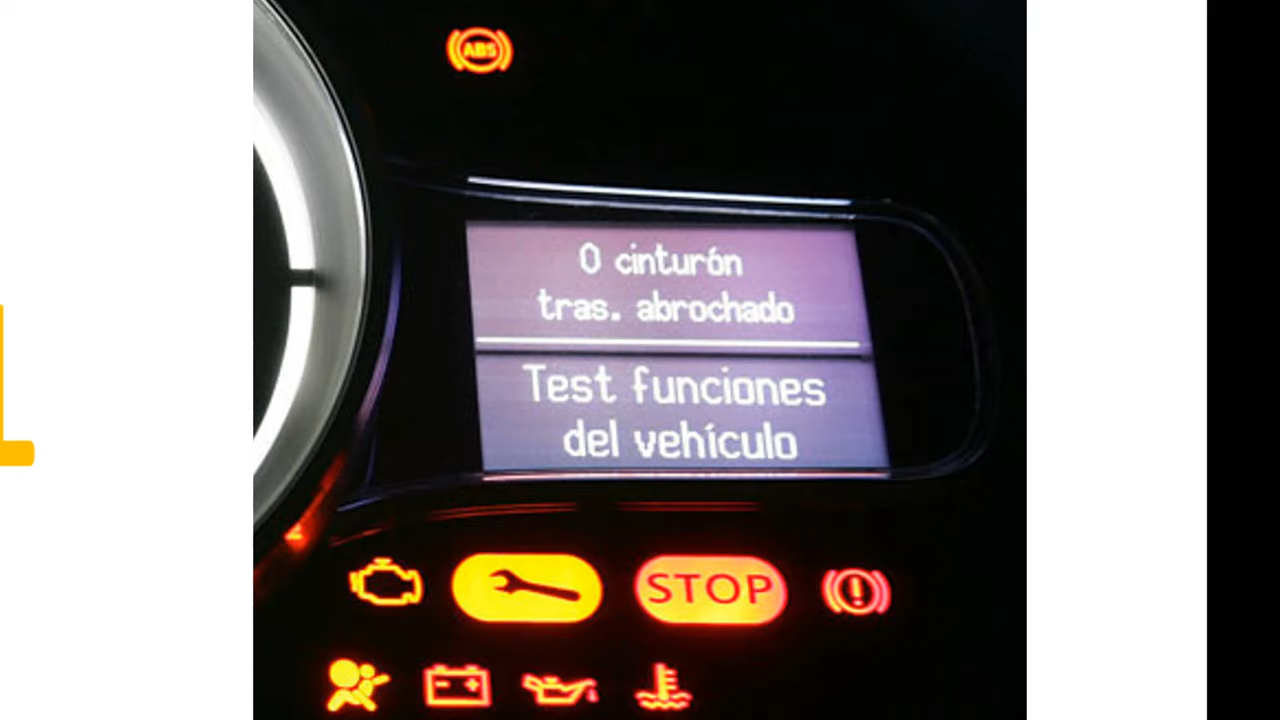 ABS
0 cinturón
tras. abrochado
Test funciones
del vehículo
STOP